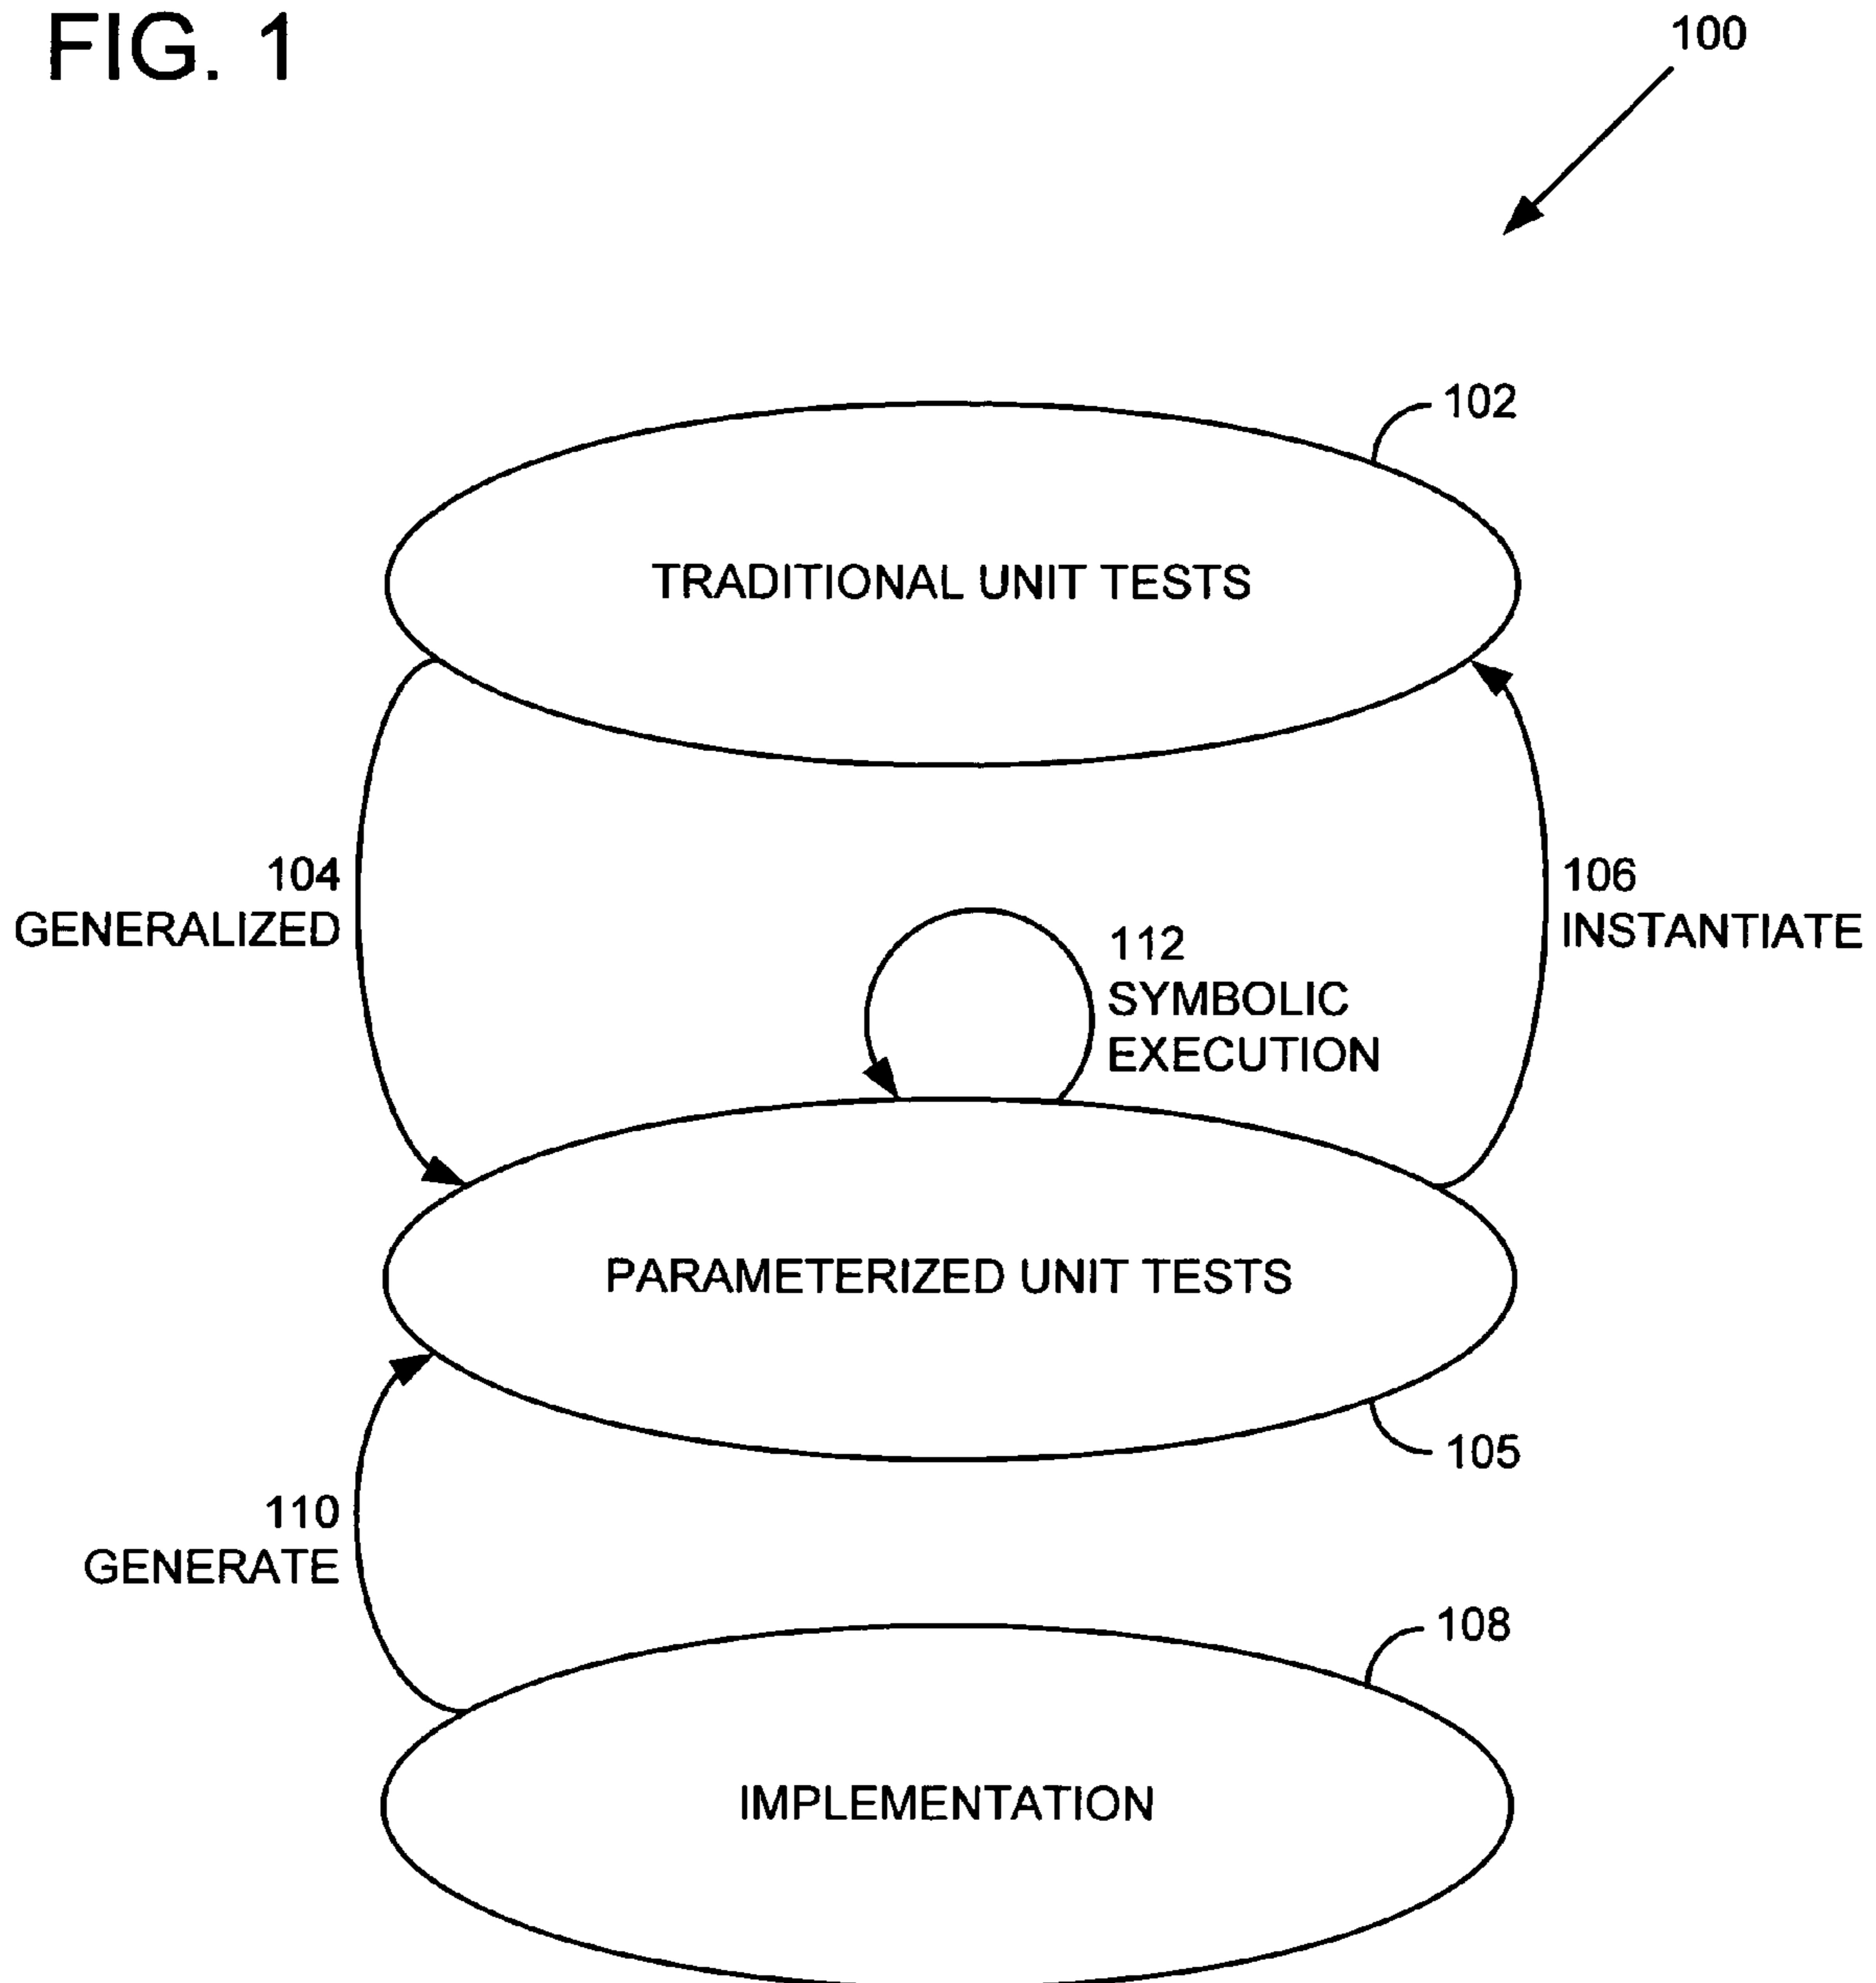 FIG. 1
100
102
TRADITIONAL UNIT TESTS
104
GENERALIZED
106
INSTANTIATE
112
SYMBOLIC
EXECUTION
PARAMETERIZED UNIT TESTS
105
110
GENERATE
108
IMPLEMENTATION